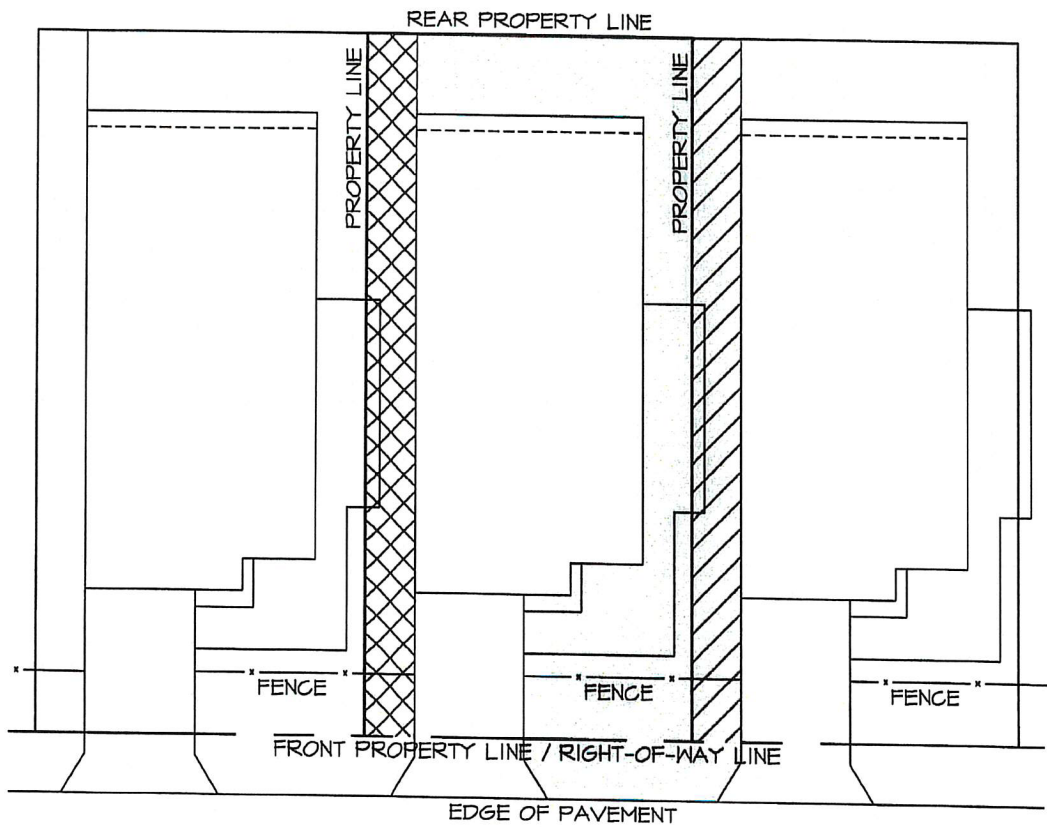 REAR PROPERTY LINE
PROPERTY LINE
PROPERTY LINE
FENCE
FENCE
FENCE
FRONT PROPERTY LINE / RIGHT-OF-WAY LINE
EDGE OF PAVEMENT